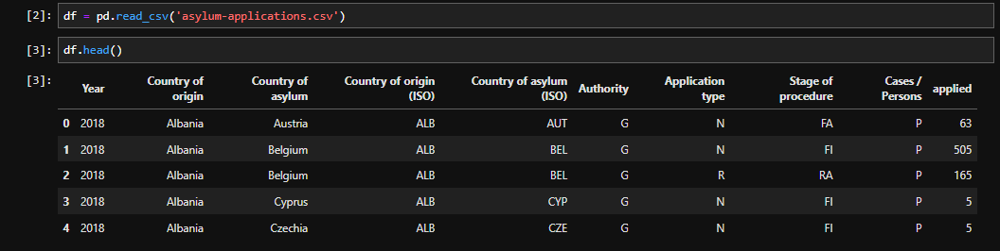 [2]: df = pd.read_csv('asylum-applications.csv')
[3]: df.head()
[3]:
Year Country of origin Country of asylum Country of origin (ISO) Country of asylum (ISO) Authority Application type Stage of procedure Cases / Persons applied
0 2018 Albania Austria ALB AUT G N FA P 63
1 2018 Albania Belgium ALB BEL G N FI P 505
2 2018 Albania Belgium ALB BEL G R RA P 165
3 2018 Albania Cyprus ALB CYP G N FI P 5
4 2018 Albania Czechia ALB CZE G N FI P 5